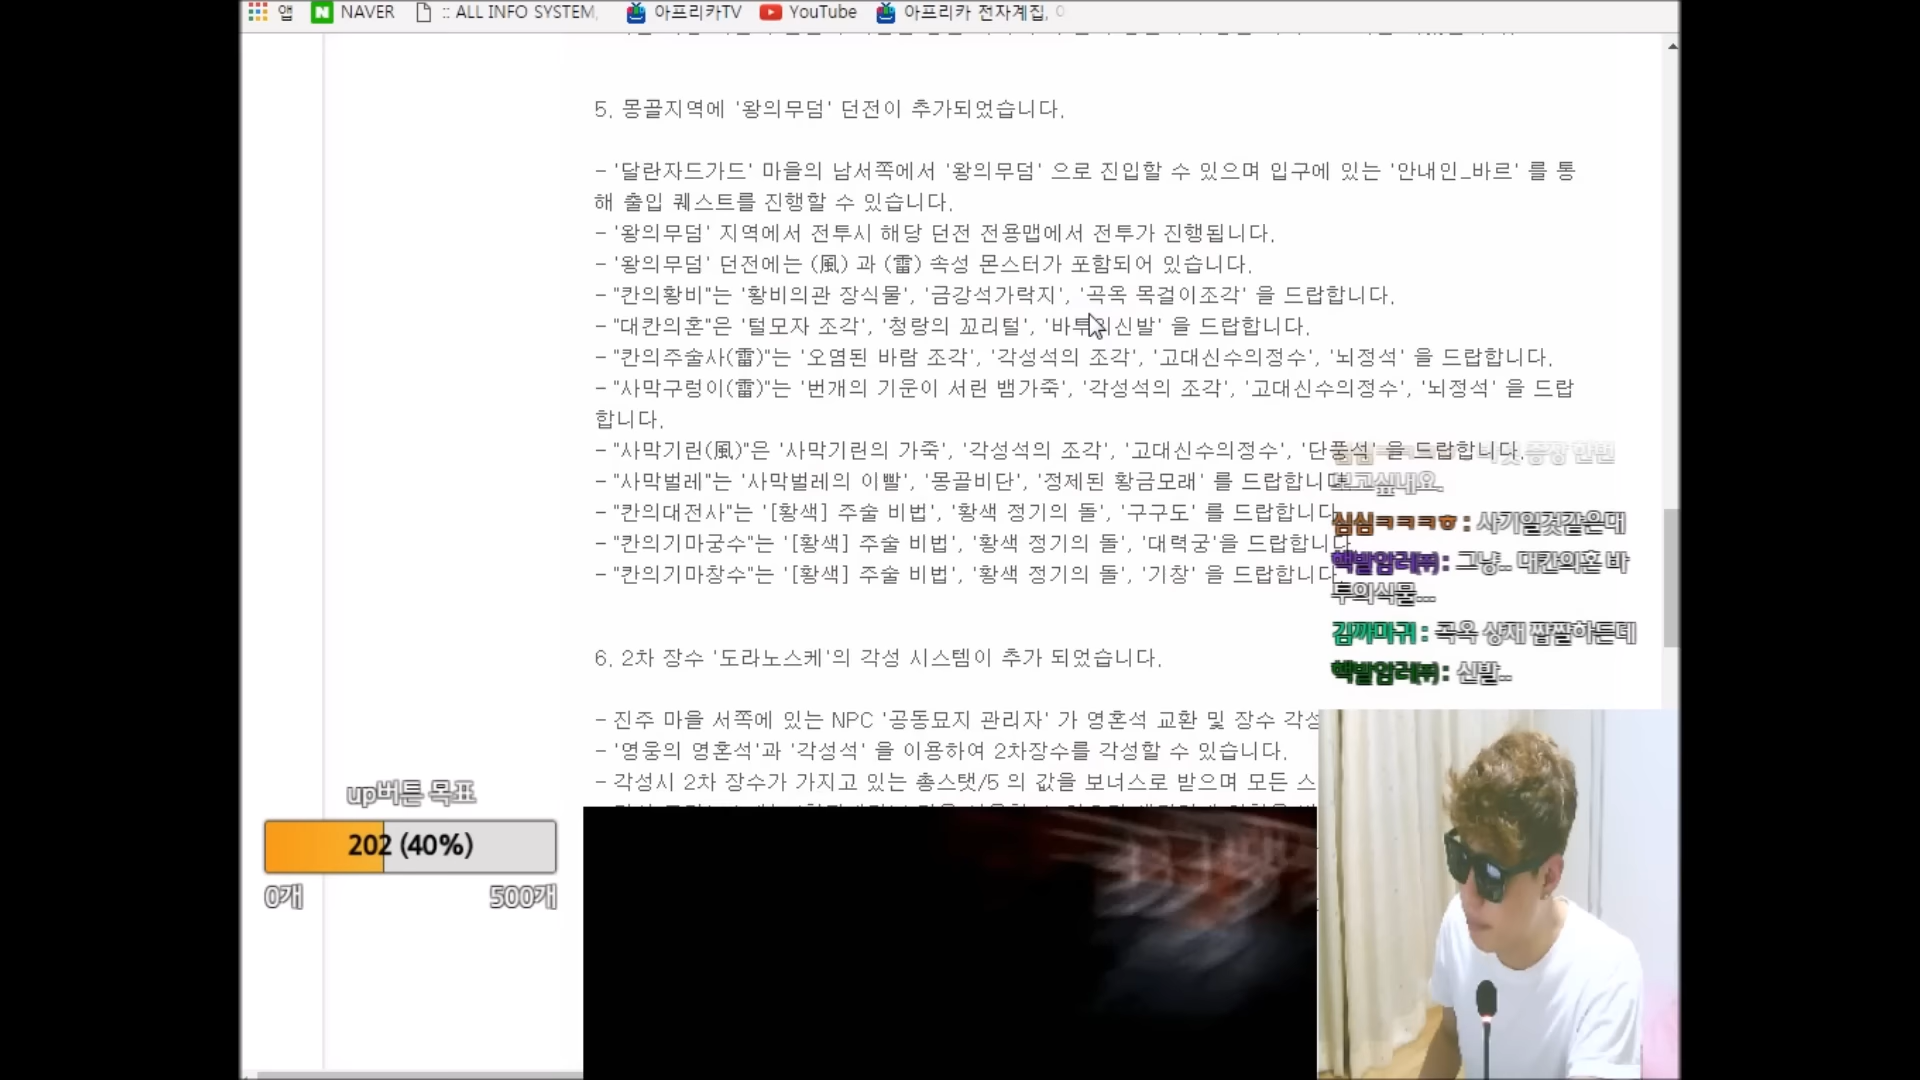 앱 NAVER :: ALL INFO SYSTEM, 아프리카TV YouTube 아프리카 전자계집,
5. 몽골지역에 '왕의무덤' 던전이 추가되었습니다.
- '달란자드가드' 마을의 남서쪽에서 '왕의무덤' 으로 진입할 수 있으며 입구에 있는 '안내인_바르' 를 통
해 출입 퀘스트를 진행할 수 있습니다.
- '왕의무덤' 지역에서 전투시 해당 던전 전용맵에서 전투가 진행됩니다.
- '왕의무덤' 던전에는 (風) 과 (雷) 속성 몬스터가 포함되어 있습니다.
- "칸의황비"는 '황비의관 장식물', '금강석가락지', '곡옥 목걸이조각' 을 드랍합니다.
- "대칸의혼"은 '털모자 조각', '청랑의 꼬리털', '바투의신발' 을 드랍합니다.
- "칸의주술사(雷)"는 '오염된 바람 조각', '각성석의 조각', '고대신수의정수', '뇌정석' 을 드랍합니다.
- "사막구렁이(雷)"는 '번개의 기운이 서린 뱀가죽', '각성석의 조각', '고대신수의정수', '뇌정석' 을 드랍
합니다.
- "사막기린(風)"은 '사막기린의 가죽', '각성석의 조각', '고대신수의정수', '단풍석' 을 드랍합니다.
- "사막벌레"는 '사막벌레의 이빨', '몽골비단', '정제된 황금모래' 를 드랍합니다.
- "칸의대전사"는 '[황색] 주술 비법', '황색 정기의 돌', '구구도' 를 드랍합니다.
- "칸의기마궁수"는 '[황색] 주술 비법', '황색 정기의 돌', '대력궁'을 드랍합니다
- "칸의기마창수"는 '[황색] 주술 비법', '황색 정기의 돌', '기창' 을 드랍합니다.
한번
보고싶내요.
심심ㅋㅋㅋㅎ : 사기일것같은대
핵발암러㈜ : 그냥.. 대칸의혼 바
투의식물...
김까마귀 : 곡옥 상재 짤짤하든데
핵발암러㈜ : 신발..
6. 2차 장수 '도라노스케'의 각성 시스템이 추가 되었습니다.
- 진주 마을 서쪽에 있는 NPC '공동묘지 관리자' 가 영혼석 교환 및 장수 각성
- '영웅의 영혼석'과 '각성석' 을 이용하여 2차장수를 각성할 수 있습니다.
- 각성시 2차 장수가 가지고 있는 총스탯/5 의 값을 보너스로 받으며 모든 스
up버튼 목표
202 (40%)
0개 500개